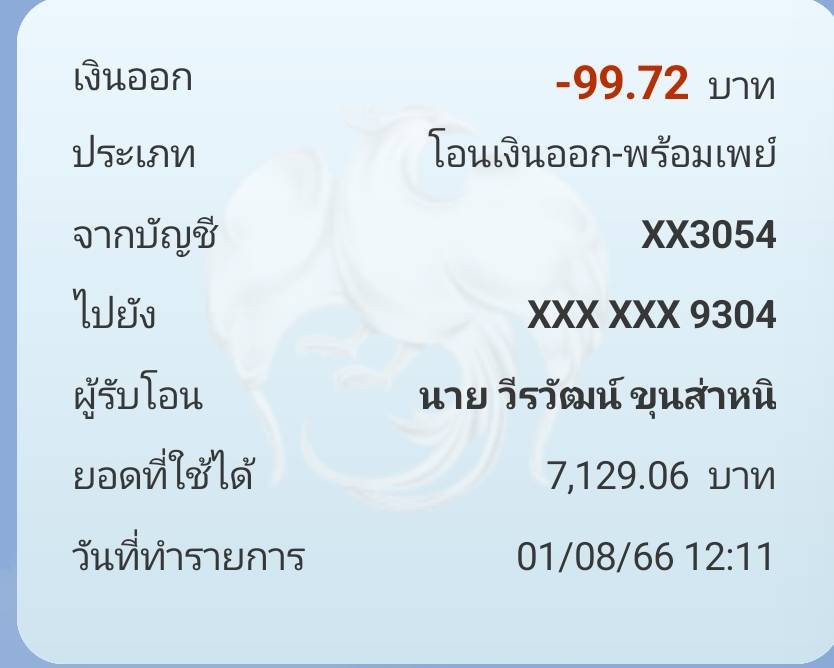 เงินออก -99.72 บาท
ประเภท โอนเงินออก-พร้อมเพย์
จากบัญชี XX3054
ไปยัง XXX XXX 9304
ผู้รับโอน นาย วีรวัฒน์ ขุนส่าหนิ
ยอดที่ใช้ได้ 7,129.06 บาท
วันที่ทำรายการ 01/08/66 12:11